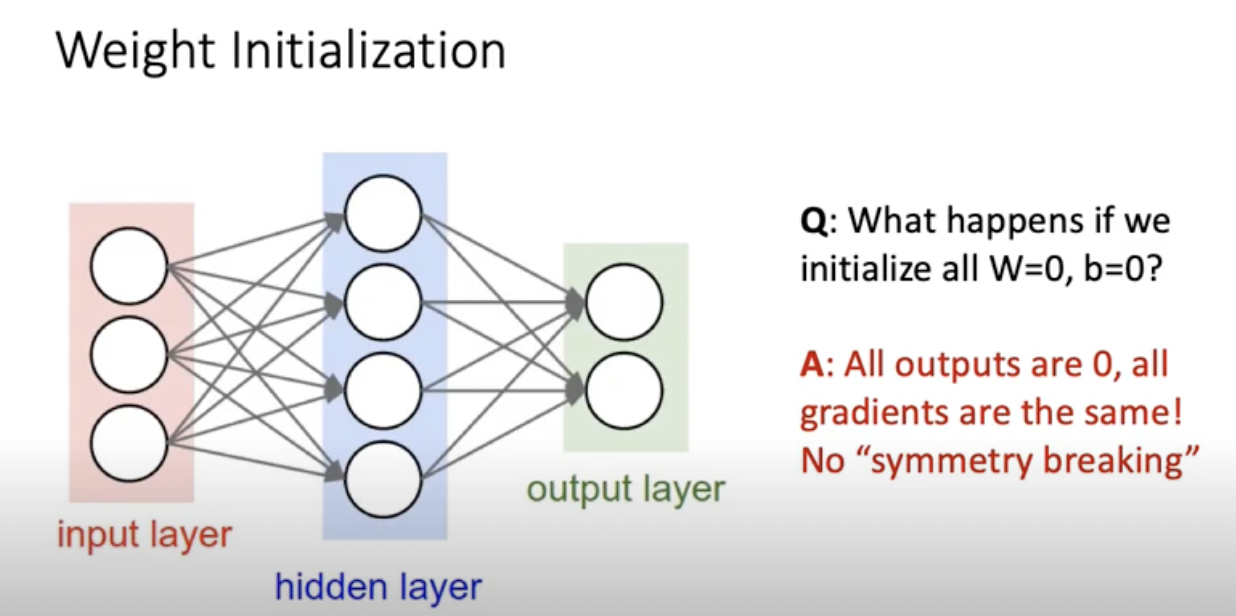 Weight Initialization
Q: What happens if we
initialize all W=0, b=0?
A: All outputs are 0, all
gradients are the same!
No “symmetry breaking”
input layer
hidden layer
output layer